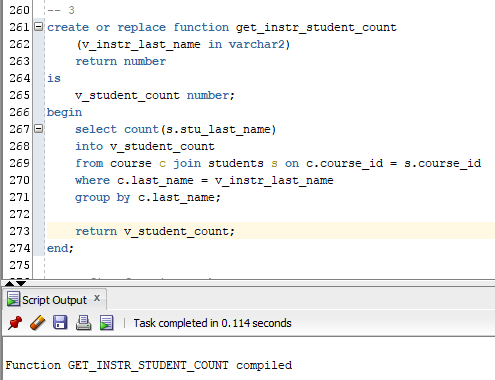 260 -- 3
261 create or replace function get_instr_student_count
262 (v_instr_last_name in varchar2)
263 return number
264 is
265 v_student_count number;
266 begin
267 select count(s.stu_last_name)
268 into v_student_count
269 from course c join students s on c.course_id = s.course_id
270 where c.last_name = v_instr_last_name
271 group by c.last_name;
272
273 return v_student_count;
274 end;
275
Script Output x
Task completed in 0.114 seconds
Function GET_INSTR_STUDENT_COUNT compiled